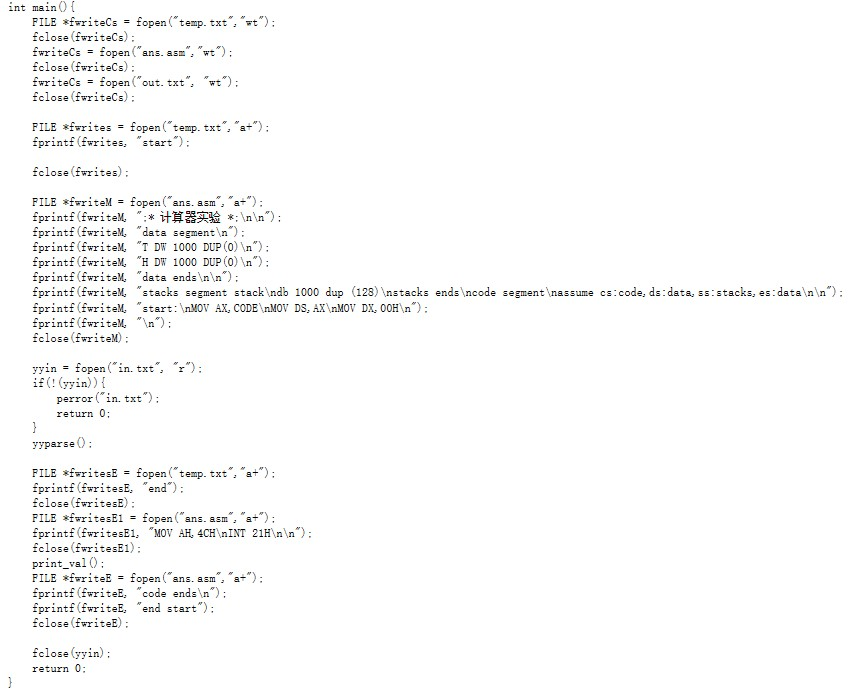 int main(){
    FILE *fwriteCs = fopen("temp.txt","wt");
    fclose(fwriteCs);
    fwriteCs = fopen("ans.asm","wt");
    fclose(fwriteCs);
    fwriteCs = fopen("out.txt", "wt");
    fclose(fwriteCs);

    FILE *fwrites = fopen("temp.txt","a+");
    fprintf(fwrites, "start");

    fclose(fwrites);

    FILE *fwriteM = fopen("ans.asm","a+");
    fprintf(fwriteM, ";* 计算器实验 *;\n\n");
    fprintf(fwriteM, "data segment\n");
    fprintf(fwriteM, "T DW 1000 DUP(0)\n");
    fprintf(fwriteM, "H DW 1000 DUP(0)\n");
    fprintf(fwriteM, "data ends\n\n");
    fprintf(fwriteM, "stacks segment stack\ndb 1000 dup (128)\nstacks ends\ncode segment\nassume cs:code,ds:data,ss:stacks,es:data\n\n");
    fprintf(fwriteM, "start:\nMOV AX,CODE\nMOV DS,AX\nMOV DX,00H\n");
    fprintf(fwriteM, "\n");
    fclose(fwriteM);

    yyin = fopen("in.txt", "r");
    if(!(yyin)){
        perror("in.txt");
        return 0;
    }
    yyparse();

    FILE *fwritesE = fopen("temp.txt","a+");
    fprintf(fwritesE, "end");
    fclose(fwritesE);
    FILE *fwritesE1 = fopen("ans.asm","a+");
    fprintf(fwritesE1, "MOV AH,4CH\nINT 21H\n\n");
    fclose(fwritesE1);
    print_val();
    FILE *fwriteE = fopen("ans.asm","a+");
    fprintf(fwriteE, "code ends\n");
    fprintf(fwriteE, "end start");
    fclose(fwriteE);

    fclose(yyin);
    return 0;
}